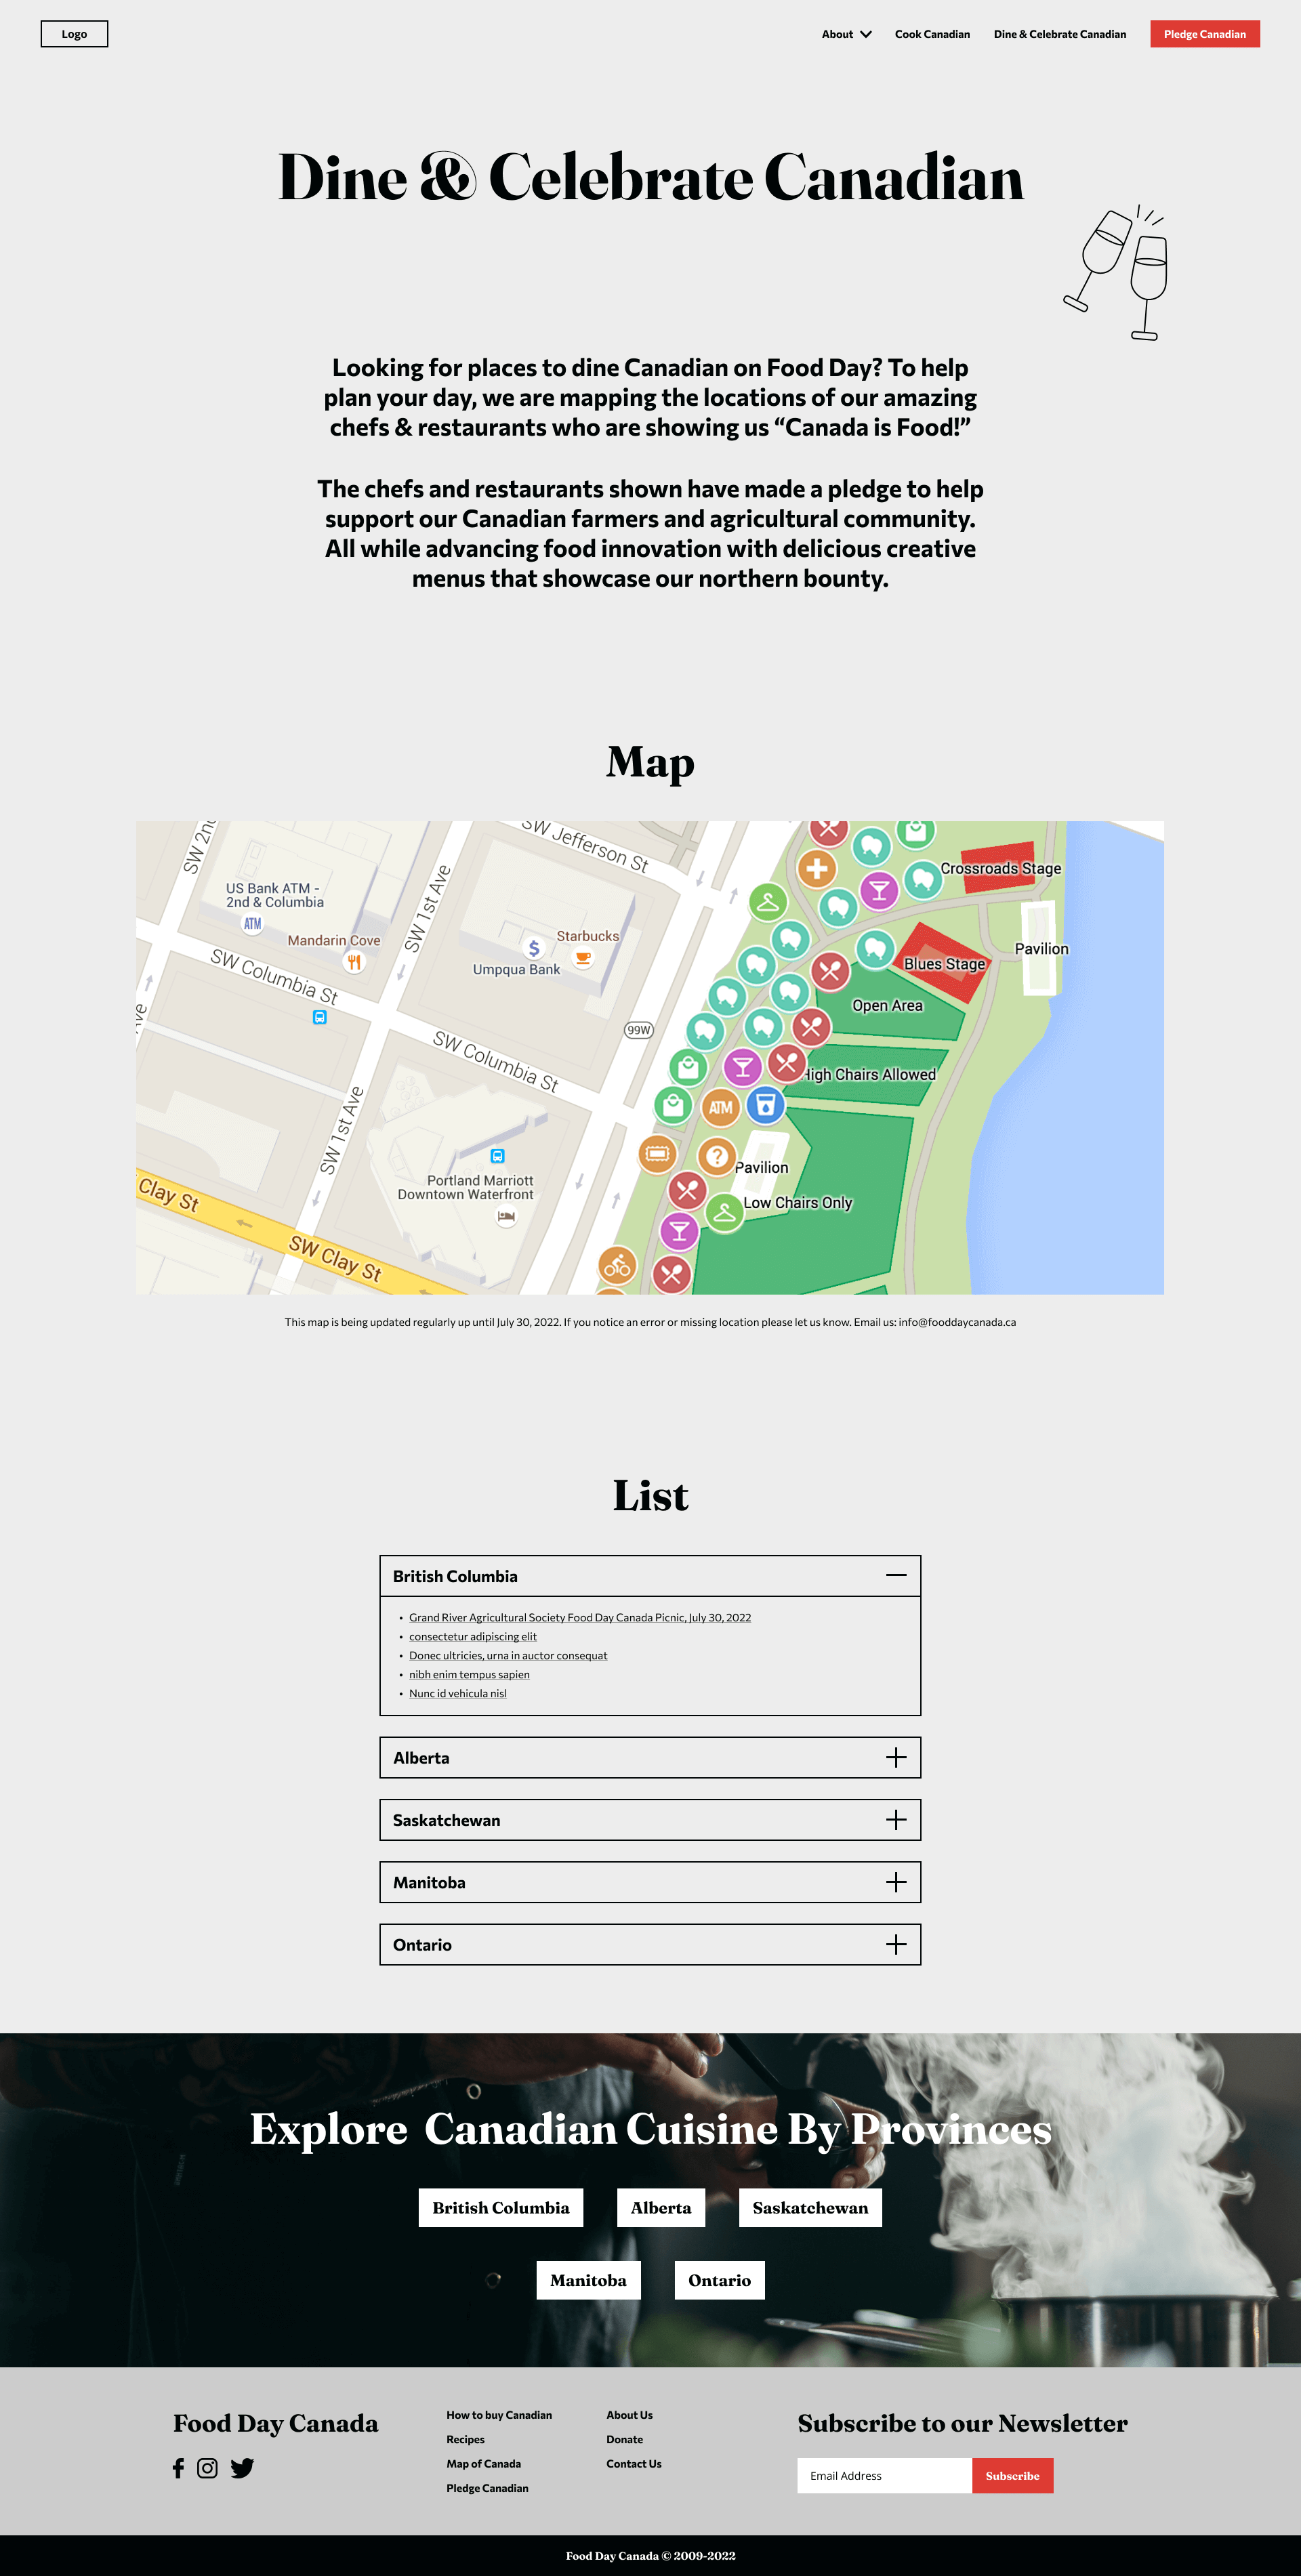 Logo
About
Cook Canadian
Dine & Celebrate Canadian
Pledge Canadian
Dine & Celebrate Canadian
Looking for places to dine Canadian on Food Day? To help
plan your day, we are mapping the locations of our amazing
chefs & restaurants who are showing us “Canada is Food!”
The chefs and restaurants shown have made a pledge to help
support our Canadian farmers and agricultural community.
All while advancing food innovation with delicious creative
menus that showcase our northern bounty.
Map
SW 2nd
SW Jefferson St
Crossroads Stage
US Bank ATM -
2nd & Columbia
ATM
SW 1st Ave
Mandarin Cove
Starbucks
Umpqua Bank
Pavilion
Blues Stage
SW Columbia St
Open Area
Ave
99W
SW Columbia St
High Chairs Allowed
ATM
SW 1st Ave
Pavilion
Portland Marriott
Downtown Waterfront
Low Chairs Only
Clay St
SW Clay St
This map is being updated regularly up until July 30, 2022. If you notice an error or missing location please let us know. Email us: info@fooddaycanada.ca
List
British Columbia
• Grand River Agricultural Society Food Day Canada Picnic, July 30, 2022
• consectetur adipiscing elit
• Donec ultricies, urna in auctor consequat
• nibh enim tempus sapien
• Nunc id vehicula nisl
Alberta
Saskatchewan
Manitoba
Ontario
Explore Canadian Cuisine By Provinces
British Columbia
Alberta
Saskatchewan
Manitoba
Ontario
Food Day Canada
How to buy Canadian
Recipes
Map of Canada
Pledge Canadian
About Us
Donate
Contact Us
Subscribe to our Newsletter
Email Address
Subscribe
Food Day Canada © 2009-2022